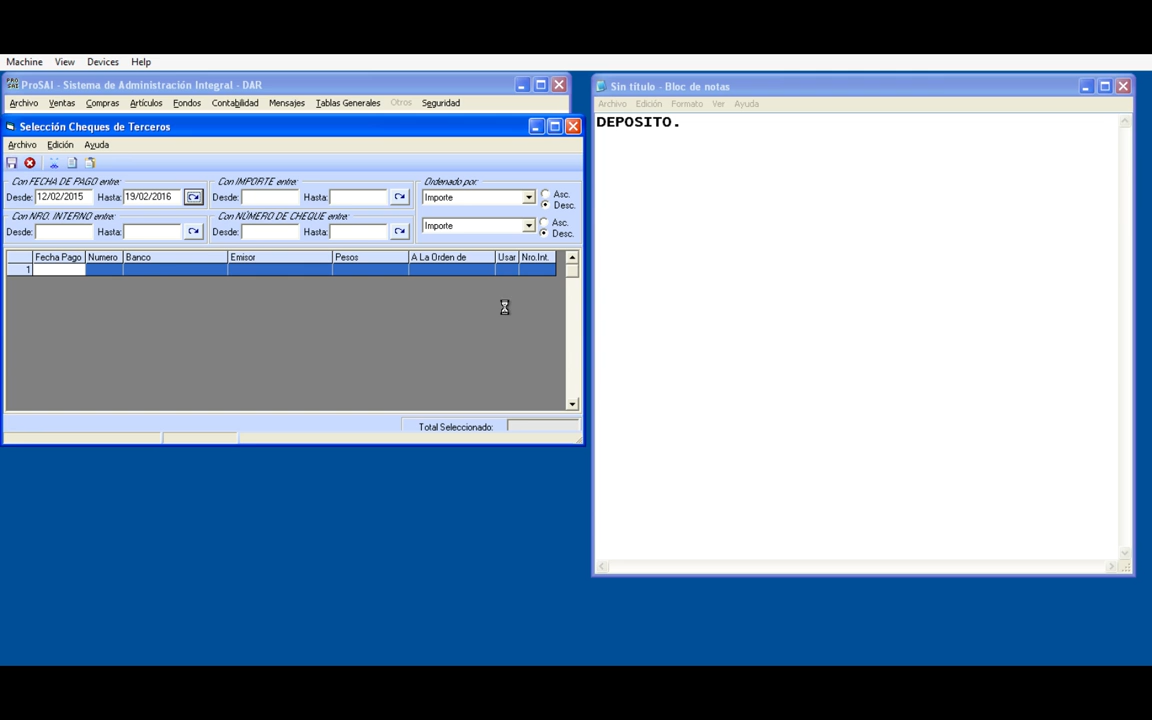 Machine View Devices Help
PRO SAI ProSAI - Sistema de Administración Integral - DAR
Archivo Ventas Compras Artículos Fondos Contabilidad Mensajes Tablas Generales Otros Seguridad
Selección Cheques de Terceros
Archivo Edición Ayuda
Con FECHA DE PAGO entre: Con IMPORTE entre: Ordenado por:
Desde: 12/02/2015 Hasta: 19/02/2016 Desde: Hasta: Importe Asc. Desc.
Con NRO. INTERNO entre: Con NÚMERO DE CHEQUE entre:
Desde: Hasta: Desde: Hasta: Importe Asc. Desc.
Fecha Pago Numero Banco Emisor Pesos A La Orden de Usar Nro.Int.
1
Total Seleccionado:
Sin título - Bloc de notas
Archivo Edición Formato Ver Ayuda
DEPOSITO.